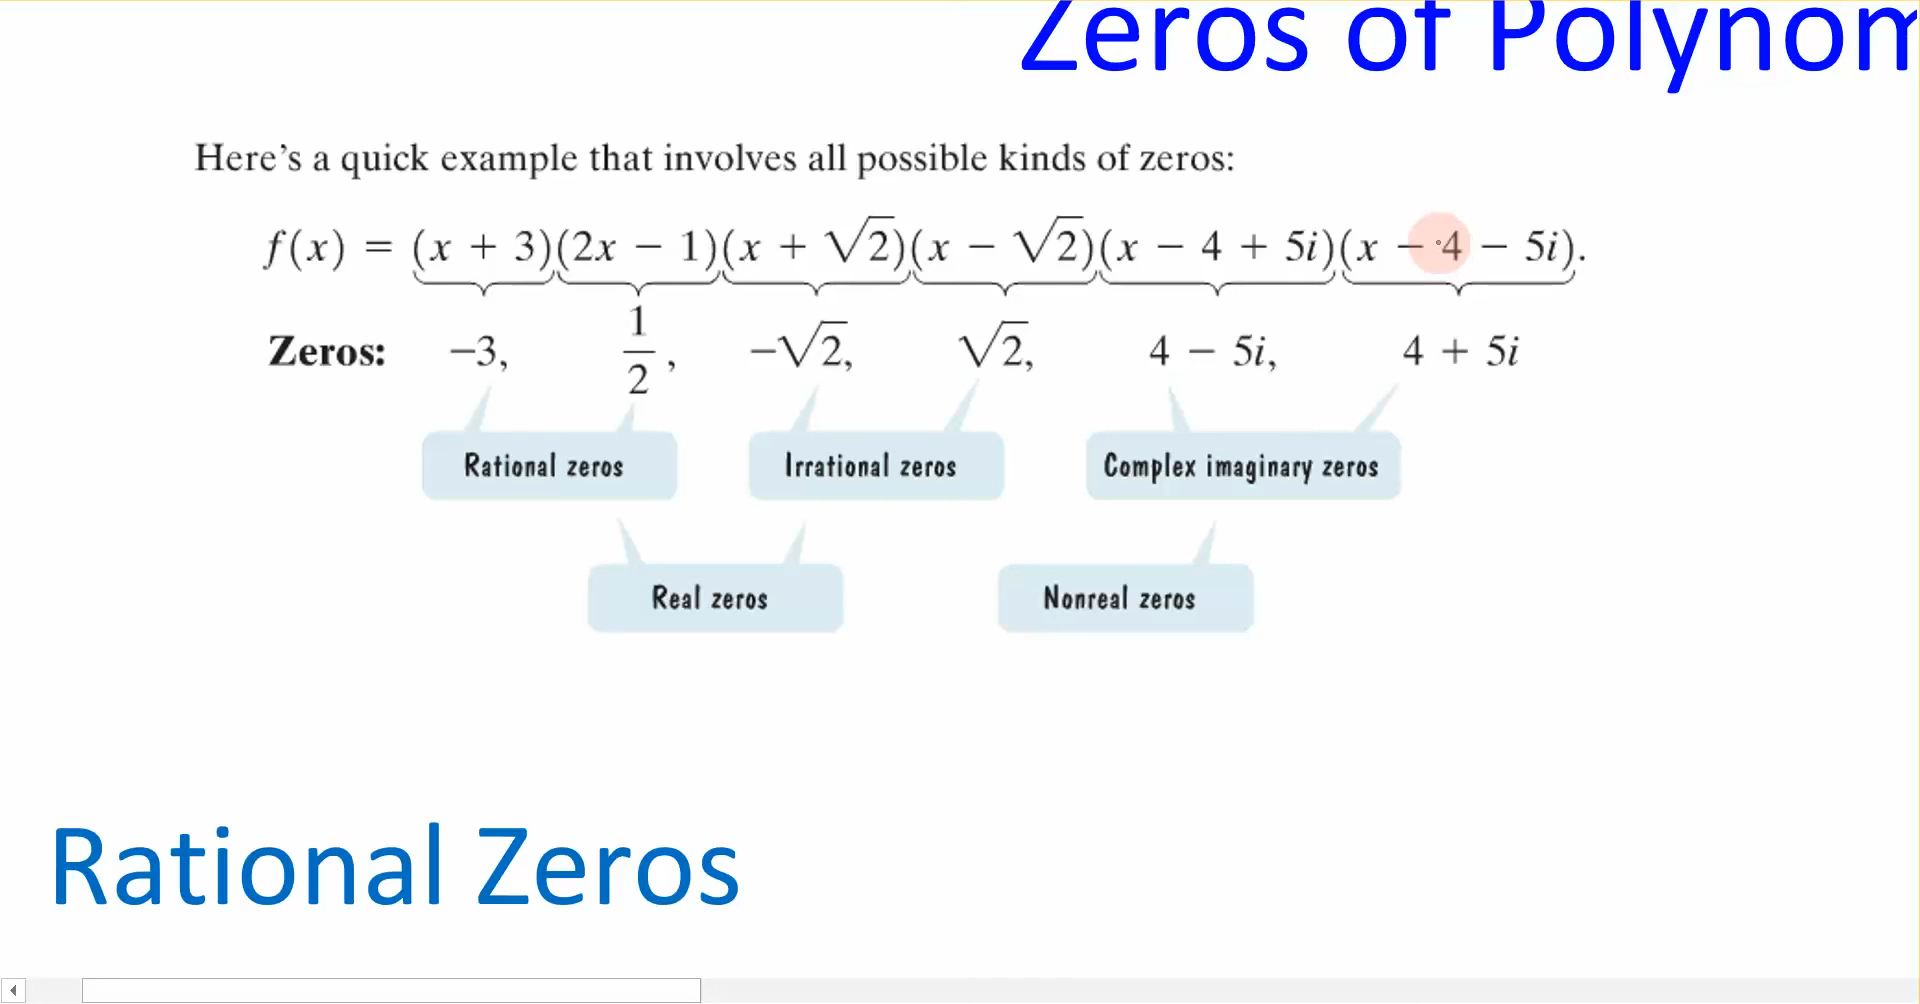 Zeros of Polynom
Here's a quick example that involves all possible kinds of zeros:
f(x) = (x + 3)(2x − 1)(x + √2)(x − √2)(x − 4 + 5i)(x − 4 − 5i).
Zeros: −3, 1/2, −√2, √2, 4 − 5i, 4 + 5i
Rational zeros Irrational zeros Complex imaginary zeros
Real zeros Nonreal zeros
Rational Zeros